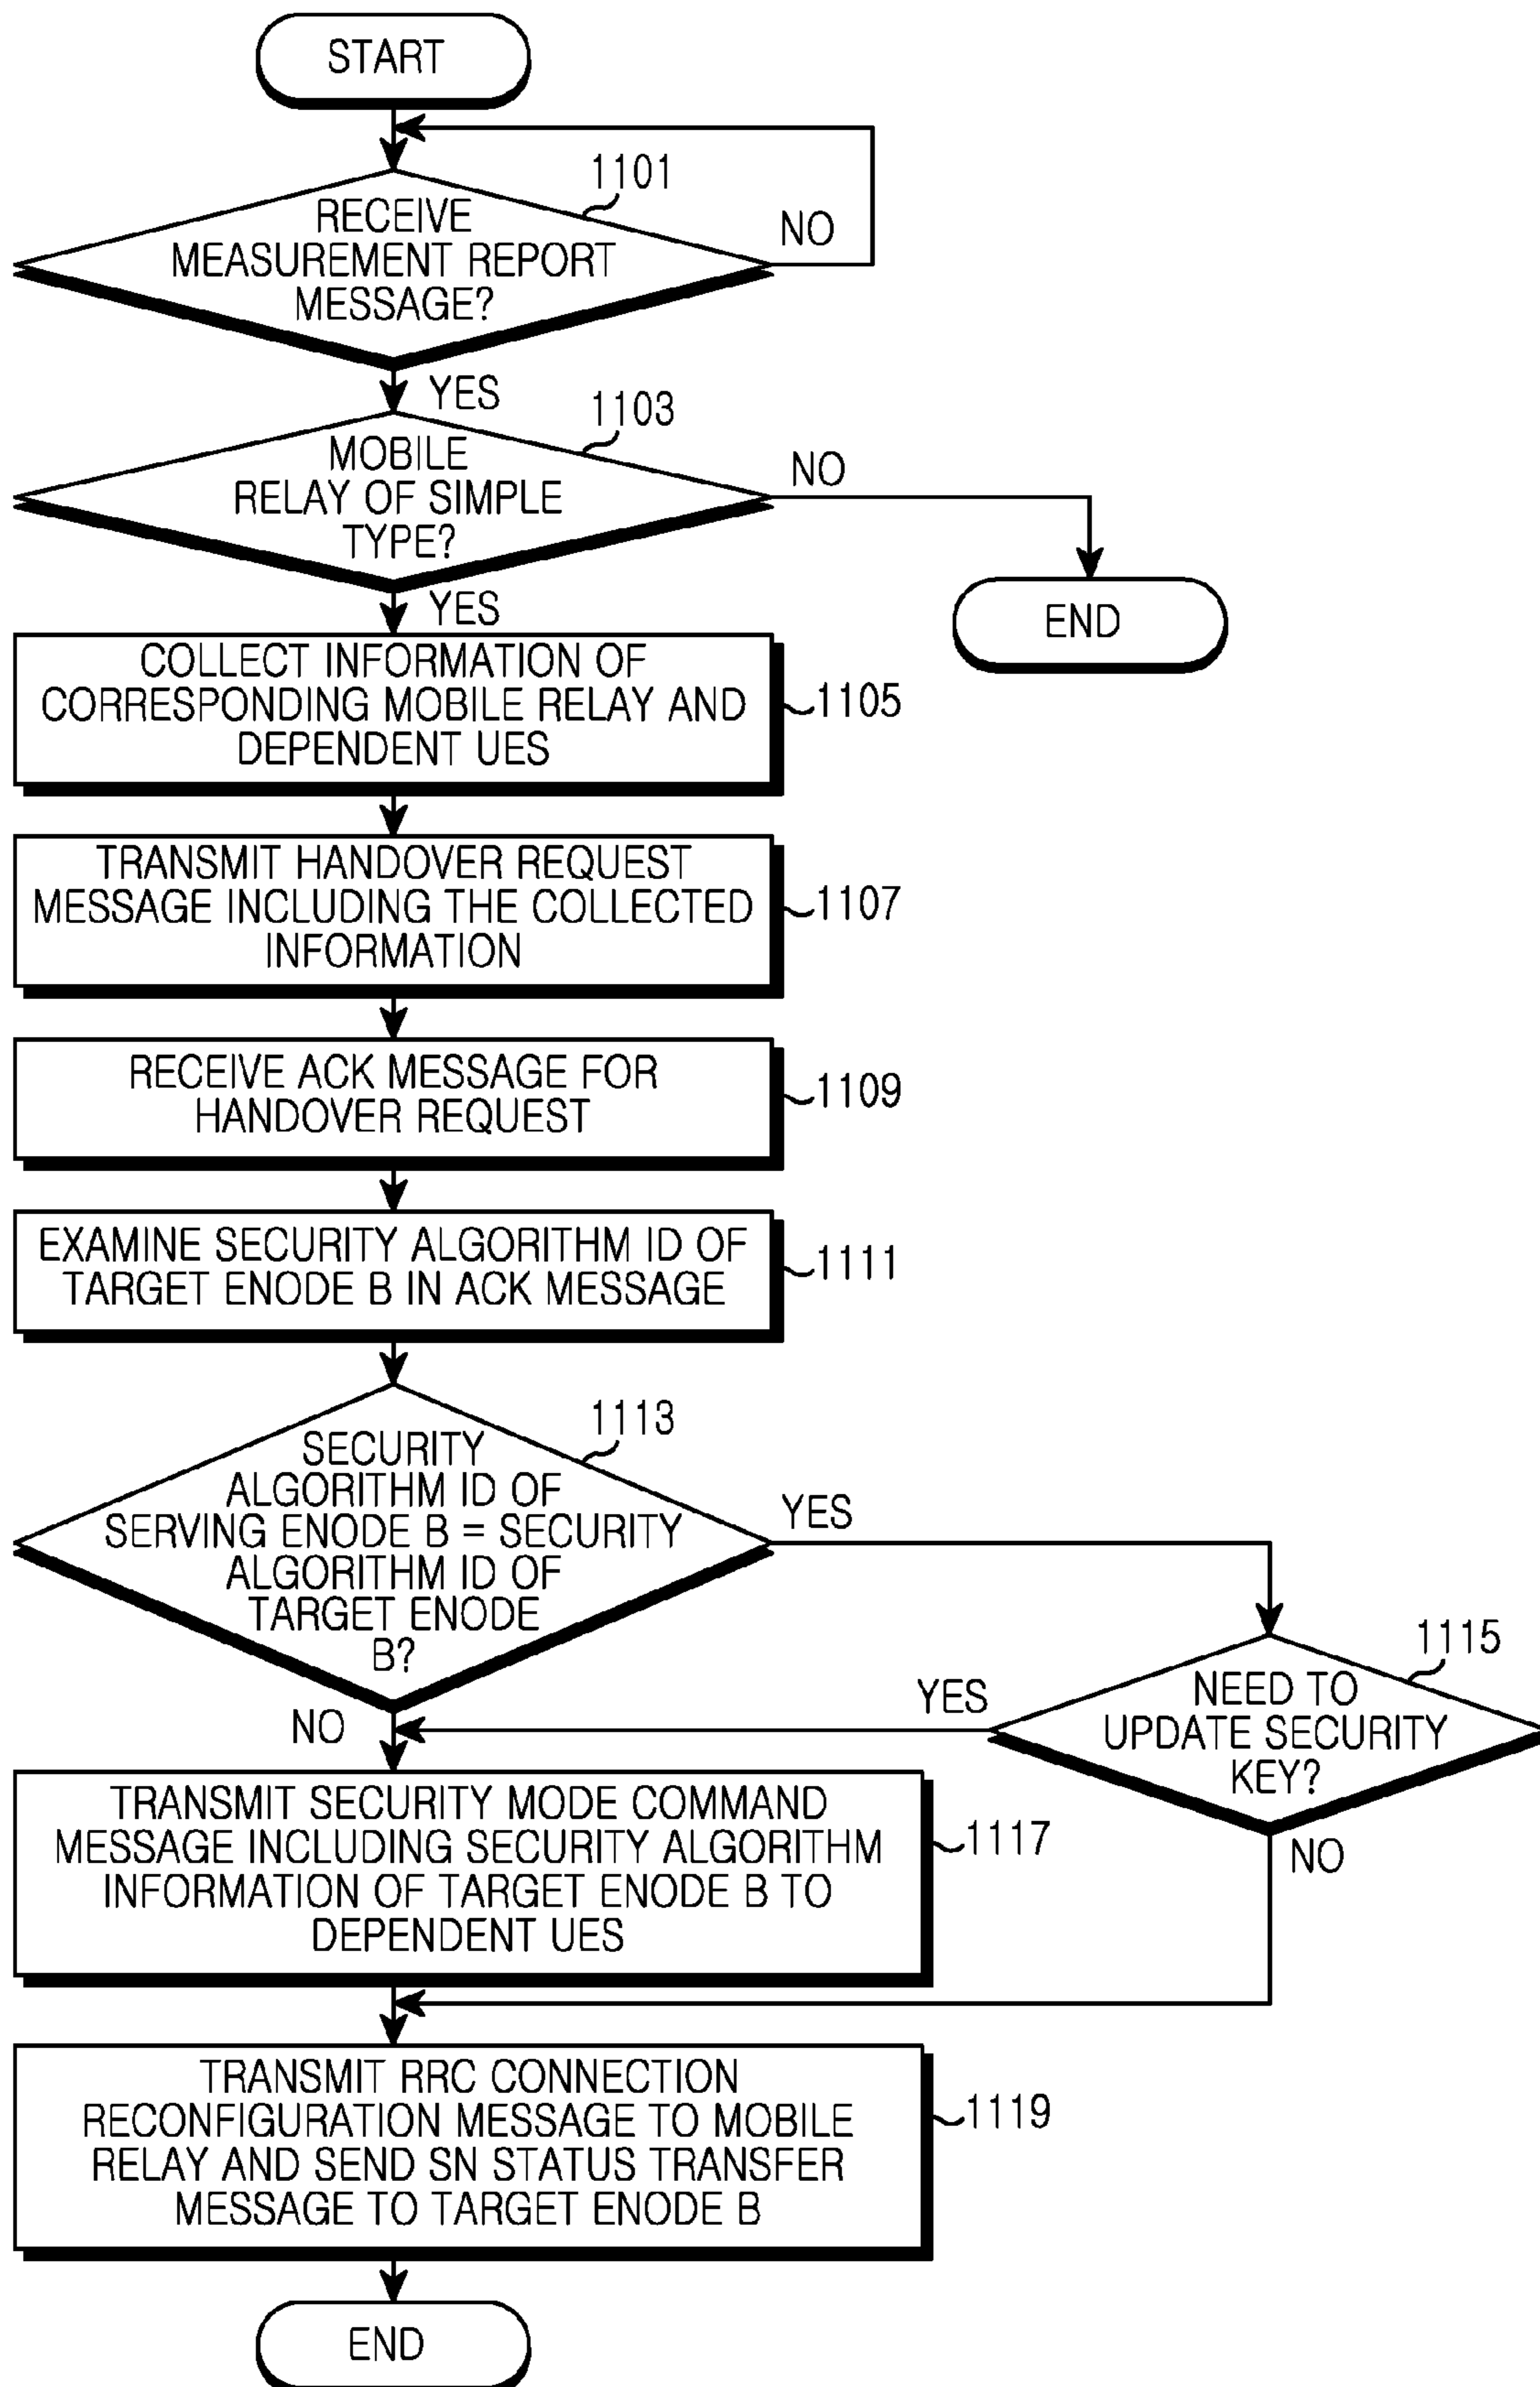 START
1101
RECEIVE
MEASUREMENT REPORT
MESSAGE?
NO
YES
1103
MOBILE
RELAY OF SIMPLE
TYPE?
NO
END
YES
COLLECT INFORMATION OF
CORRESPONDING MOBILE RELAY AND
DEPENDENT UES
1105
TRANSMIT HANDOVER REQUEST
MESSAGE INCLUDING THE COLLECTED
INFORMATION
1107
RECEIVE ACK MESSAGE FOR
HANDOVER REQUEST
1109
EXAMINE SECURITY ALGORITHM ID OF
TARGET ENODE B IN ACK MESSAGE
1111
1113
SECURITY
ALGORITHM ID OF
SERVING ENODE B = SECURITY
ALGORITHM ID OF
TARGET ENODE
B?
YES
1115
NEED TO
UPDATE SECURITY
KEY?
YES
NO
NO
TRANSMIT SECURITY MODE COMMAND
MESSAGE INCLUDING SECURITY ALGORITHM
INFORMATION OF TARGET ENODE B TO
DEPENDENT UES
1117
TRANSMIT RRC CONNECTION
RECONFIGURATION MESSAGE TO MOBILE
RELAY AND SEND SN STATUS TRANSFER
MESSAGE TO TARGET ENODE B
1119
END